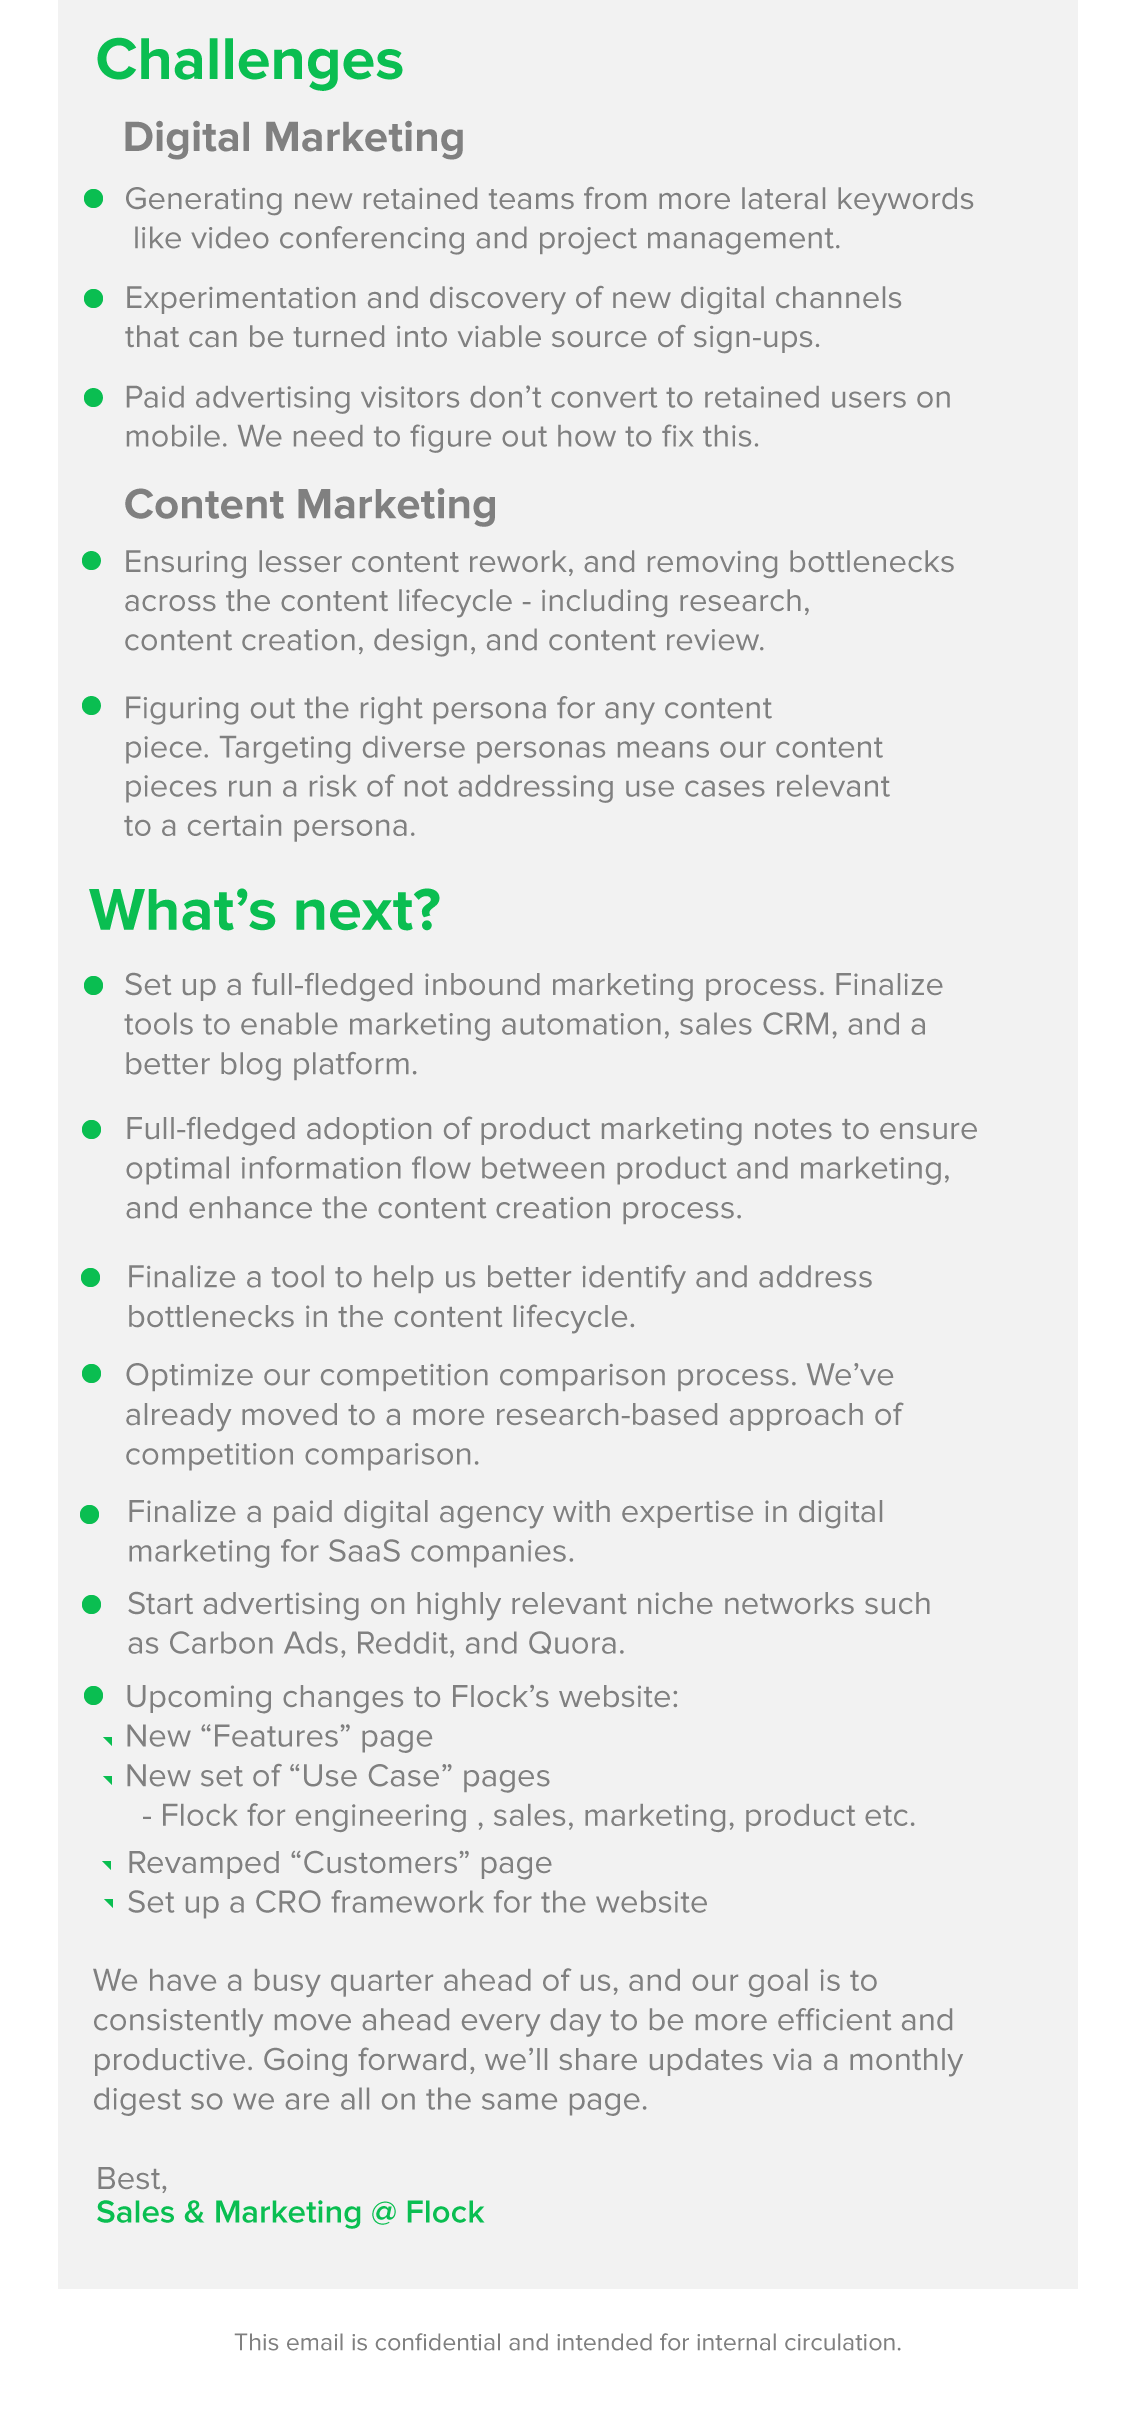 Challenges
Digital Marketing
Generating new retained teams from more lateral keywords
like video conferencing and project management.
Experimentation and discovery of new digital channels
that can be turned into viable source of sign-ups.
Paid advertising visitors don’t convert to retained users on
mobile. We need to figure out how to fix this.
Content Marketing
Ensuring lesser content rework, and removing bottlenecks
across the content lifecycle - including research,
content creation, design, and content review.
Figuring out the right persona for any content
piece. Targeting diverse personas means our content
pieces run a risk of not addressing use cases relevant
to a certain persona.
What’s next?
Set up a full-fledged inbound marketing process. Finalize
tools to enable marketing automation, sales CRM, and a
better blog platform.
Full-fledged adoption of product marketing notes to ensure
optimal information flow between product and marketing,
and enhance the content creation process.
Finalize a tool to help us better identify and address
bottlenecks in the content lifecycle.
Optimize our competition comparison process. We’ve
already moved to a more research-based approach of
competition comparison.
Finalize a paid digital agency with expertise in digital
marketing for SaaS companies.
Start advertising on highly relevant niche networks such
as Carbon Ads, Reddit, and Quora.
Upcoming changes to Flock’s website:
New “Features” page
New set of “Use Case” pages
- Flock for engineering , sales, marketing, product etc.
Revamped “Customers” page
Set up a CRO framework for the website
We have a busy quarter ahead of us, and our goal is to
consistently move ahead every day to be more efficient and
productive. Going forward, we’ll share updates via a monthly
digest so we are all on the same page.
Best,
Sales & Marketing @ Flock
This email is confidential and intended for internal circulation.